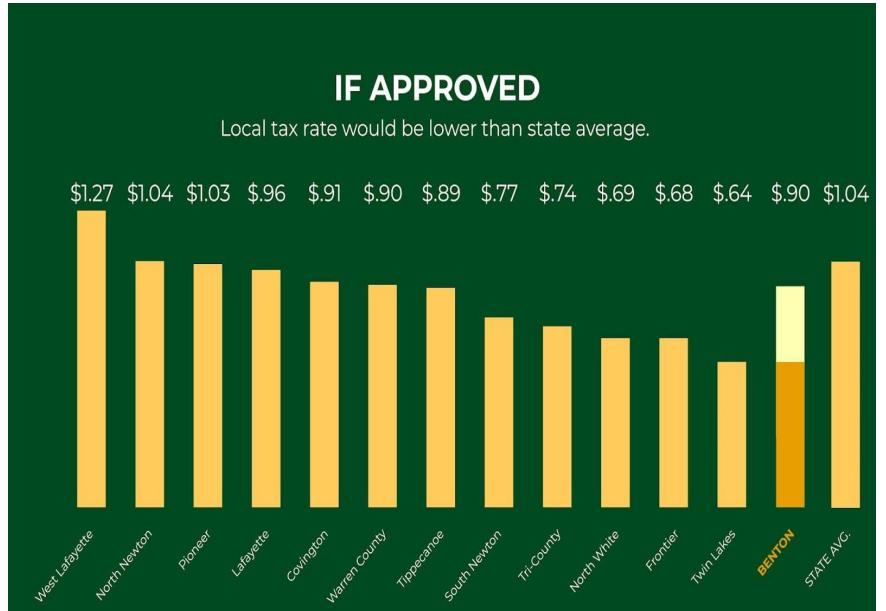 IF APPROVED
Local tax rate would be lower than state average.
$1.27 $1.04 $1.03 $.96 $.91 $.90 $.89 $.77 $.74 $.69 $.68 $.64 $.90 $1.04
West Lafayette
North Newton
Pioneer
Lafayette
Covington
Warren County
Tippecanoe
South Newton
Tri-County
North White
Frontier
Twin Lakes
BENTON
STATE AVG.